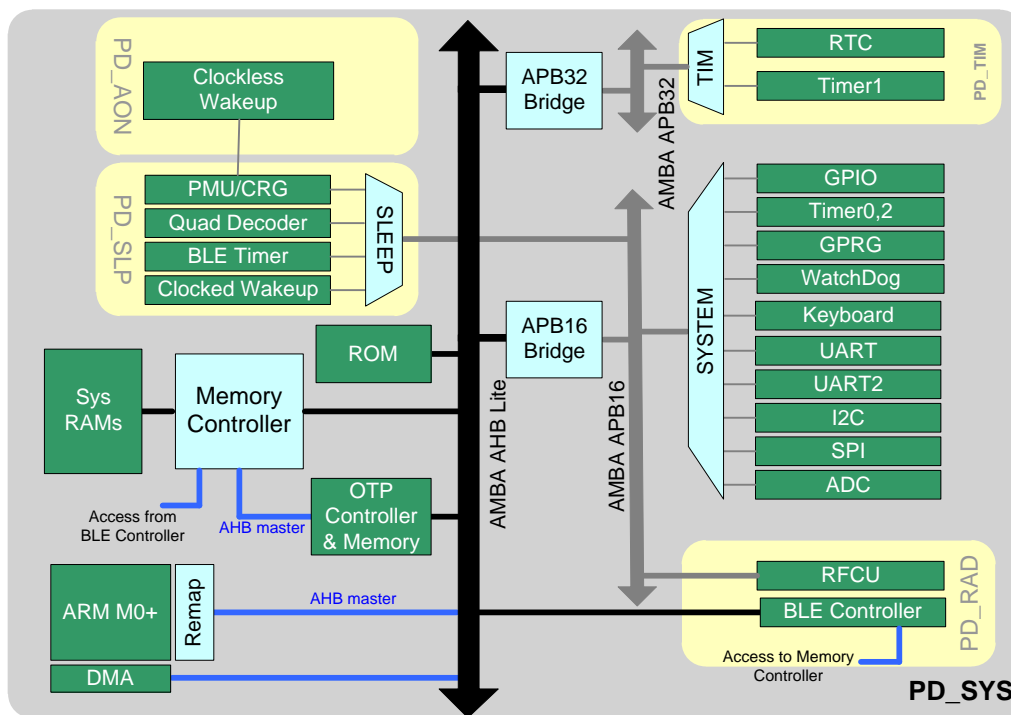 PD_AON
Clockless
Wakeup
APB32
Bridge
AMBA APB32
TIM
RTC
Timer1
PD_TIM
PD_SLP
PMU/CRG
Quad Decoder
BLE Timer
Clocked Wakeup
SLEEP
GPIO
Timer0,2
GPRG
WatchDog
Keyboard
UART
UART2
I2C
SPI
ADC
SYSTEM
ROM
APB16
Bridge
Sys
RAMs
Memory
Controller
AMBA AHB Lite
AMBA APB16
Access from
BLE Controller
AHB master
OTP
Controller
& Memory
ARM M0+
Remap
AHB master
DMA
RFCU
BLE Controller
PD_RAD
Access to Memory
Controller
PD_SYS